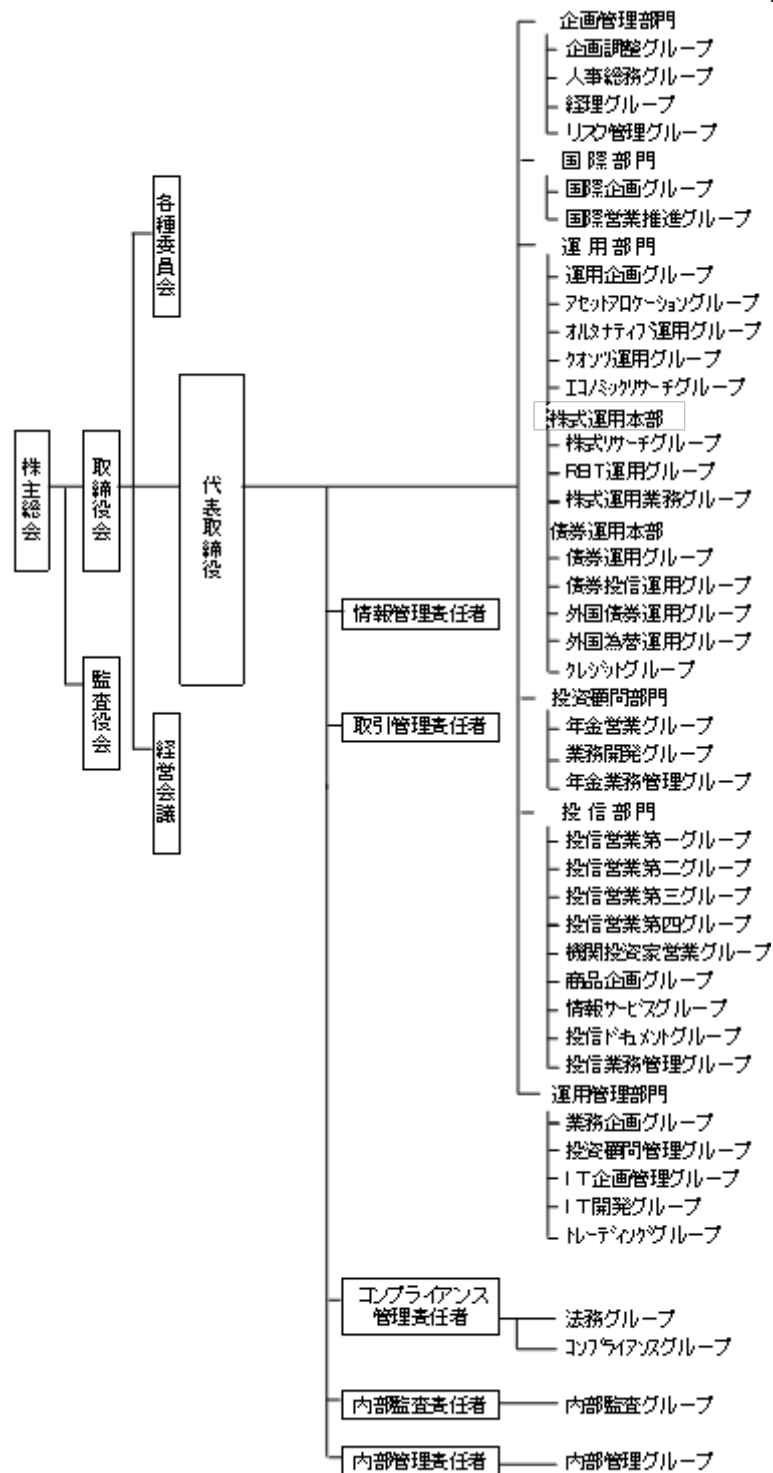 企画管理部門
企画調整グループ
人事総務グループ
経理グループ
リスク管理グループ
国際部門
国際企画グループ
国際営業推進グループ
運用部門
運用企画グループ
アセットアロケーショングループ
オルタナティブ運用グループ
クオンツ運用グループ
エコノミックリサーチグループ
株式運用本部
株式リサーチグループ
RBT運用グループ
株式運用業務グループ
債券運用本部
債券運用グループ
債券投信運用グループ
外国債券運用グループ
外国為替運用グループ
クレジットグループ
投資顧問部門
年金営業グループ
業務開発グループ
年金業務管理グループ
投信部門
投信営業第一グループ
投信営業第二グループ
投信営業第三グループ
投信営業第四グループ
機関投資家営業グループ
商品企画グループ
情報サービスグループ
投信ドキュメントグループ
投信業務管理グループ
運用管理部門
業務企画グループ
投資顧問管理グループ
IT企画管理グループ
IT開発グループ
トレーディンググループ
各種委員会
株主総会
取締役会
代表取締役
監査役会
経営会議
情報管理責任者
取引管理責任者
コンプライアンス
管理責任者
法務グループ
コンプライアンスグループ
内部監査責任者
内部監査グループ
内部管理責任者
内部管理グループ